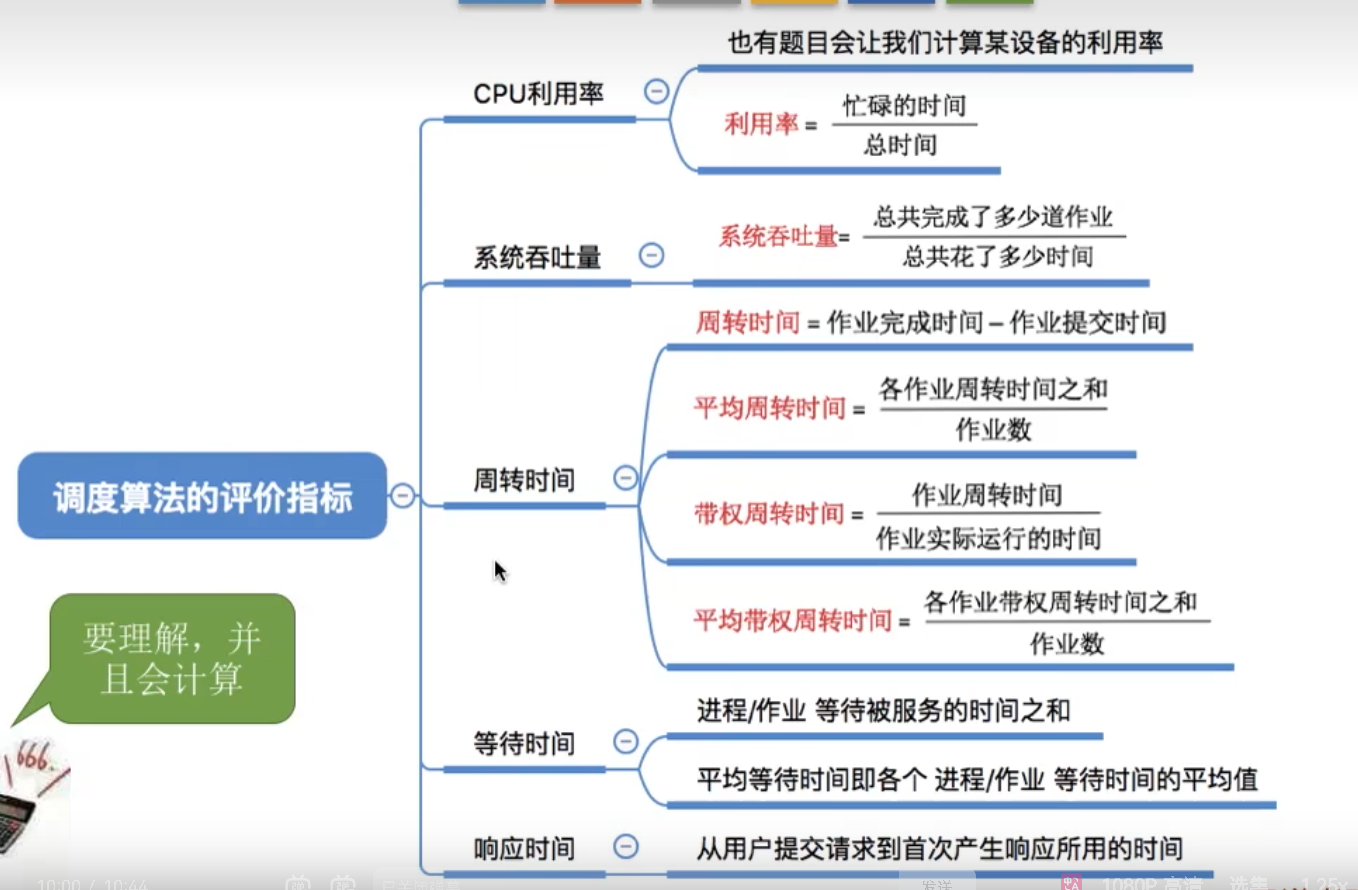 也有题目会让我们计算某设备的利用率
CPU利用率
利用率 = 忙碌的时间
总时间
系统吞吐量
系统吞吐量= 总共完成了多少道作业
总共花了多少时间
周转时间 = 作业完成时间 – 作业提交时间
平均周转时间 = 各作业周转时间之和
作业数
周转时间
调度算法的评价指标
带权周转时间 = 作业周转时间
作业实际运行的时间
平均带权周转时间 = 各作业带权周转时间之和
作业数
要理解，并
且会计算
进程/作业 等待被服务的时间之和
等待时间
平均等待时间即各个 进程/作业 等待时间的平均值
666.
响应时间
从用户提交请求到首次产生响应所用的时间
10:00 / 10:44
发送
1080P 高清
选集
1.25x